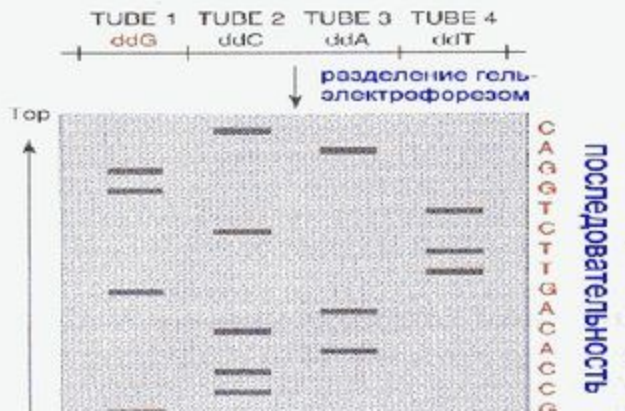 TUBE 1 TUBE 2 TUBE 3 TUBE 4
ddG ddC ddA ddT
разделение гель-
электрофорезом
Top
C
A
G
G
T
C
T
T
G
A
C
A
C
C
G
последовательность